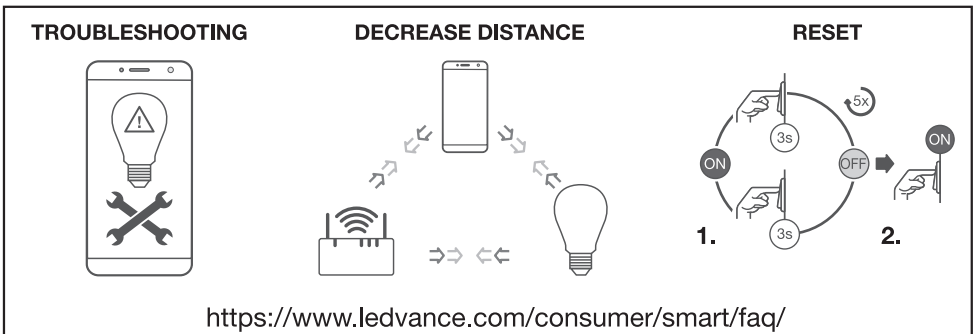 TROUBLESHOOTING
DECREASE DISTANCE
RESET
5x
3s
ON
OFF
ON
3s
1.
2.
https://www.ledvance.com/consumer/smart/faq/